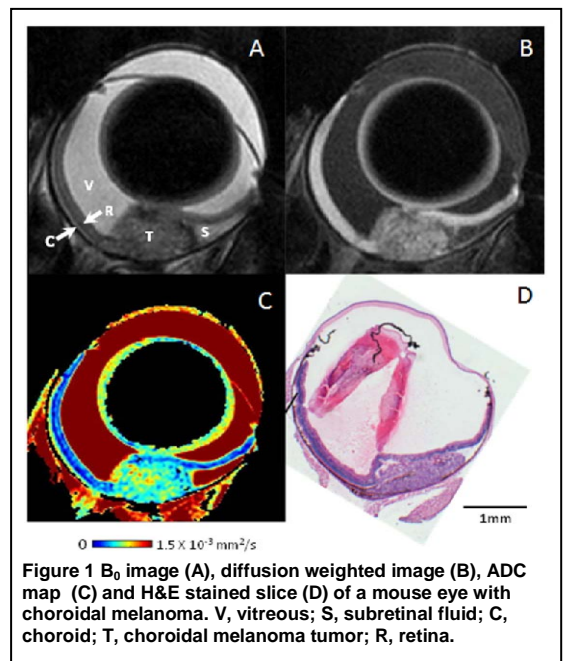 A
B
V
R
C
T
S
C
D
1mm
0 1.5 X 10⁻³ mm²/s
Figure 1 B₀ image (A), diffusion weighted image (B), ADC
map (C) and H&E stained slice (D) of a mouse eye with
choroidal melanoma. V, vitreous; S, subretinal fluid; C,
choroid; T, choroidal melanoma tumor; R, retina.